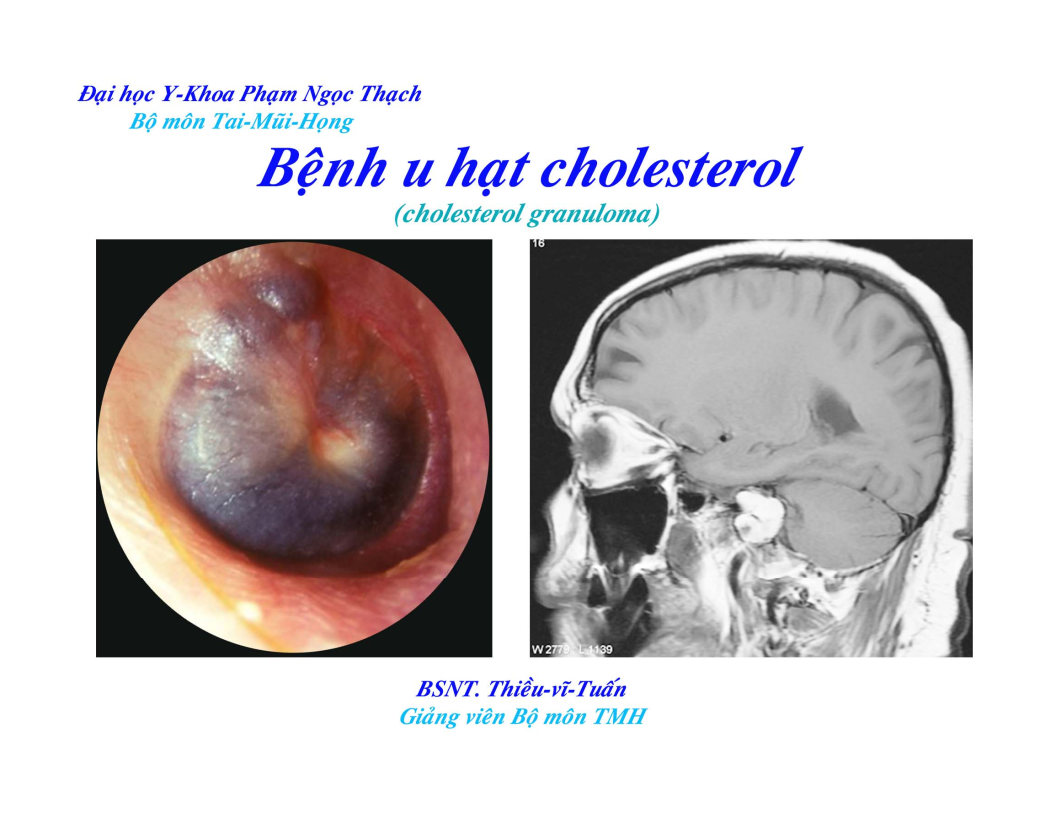 Đại học Y-Khoa Phạm Ngọc Thạch
Bộ môn Tai-Mũi-Họng
Bệnh u hạt cholesterol
(cholesterol granuloma)
16
W 2779 : L 1139
BSNT. Thiều-vĩ-Tuấn
Giảng viên Bộ môn TMH